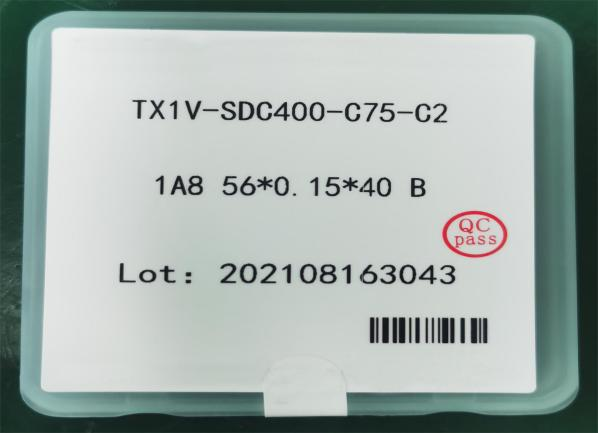 TX1V-SDC400-C75-C2
1A8 56*0.15*40 B
QC
pass
Lot: 202108163043